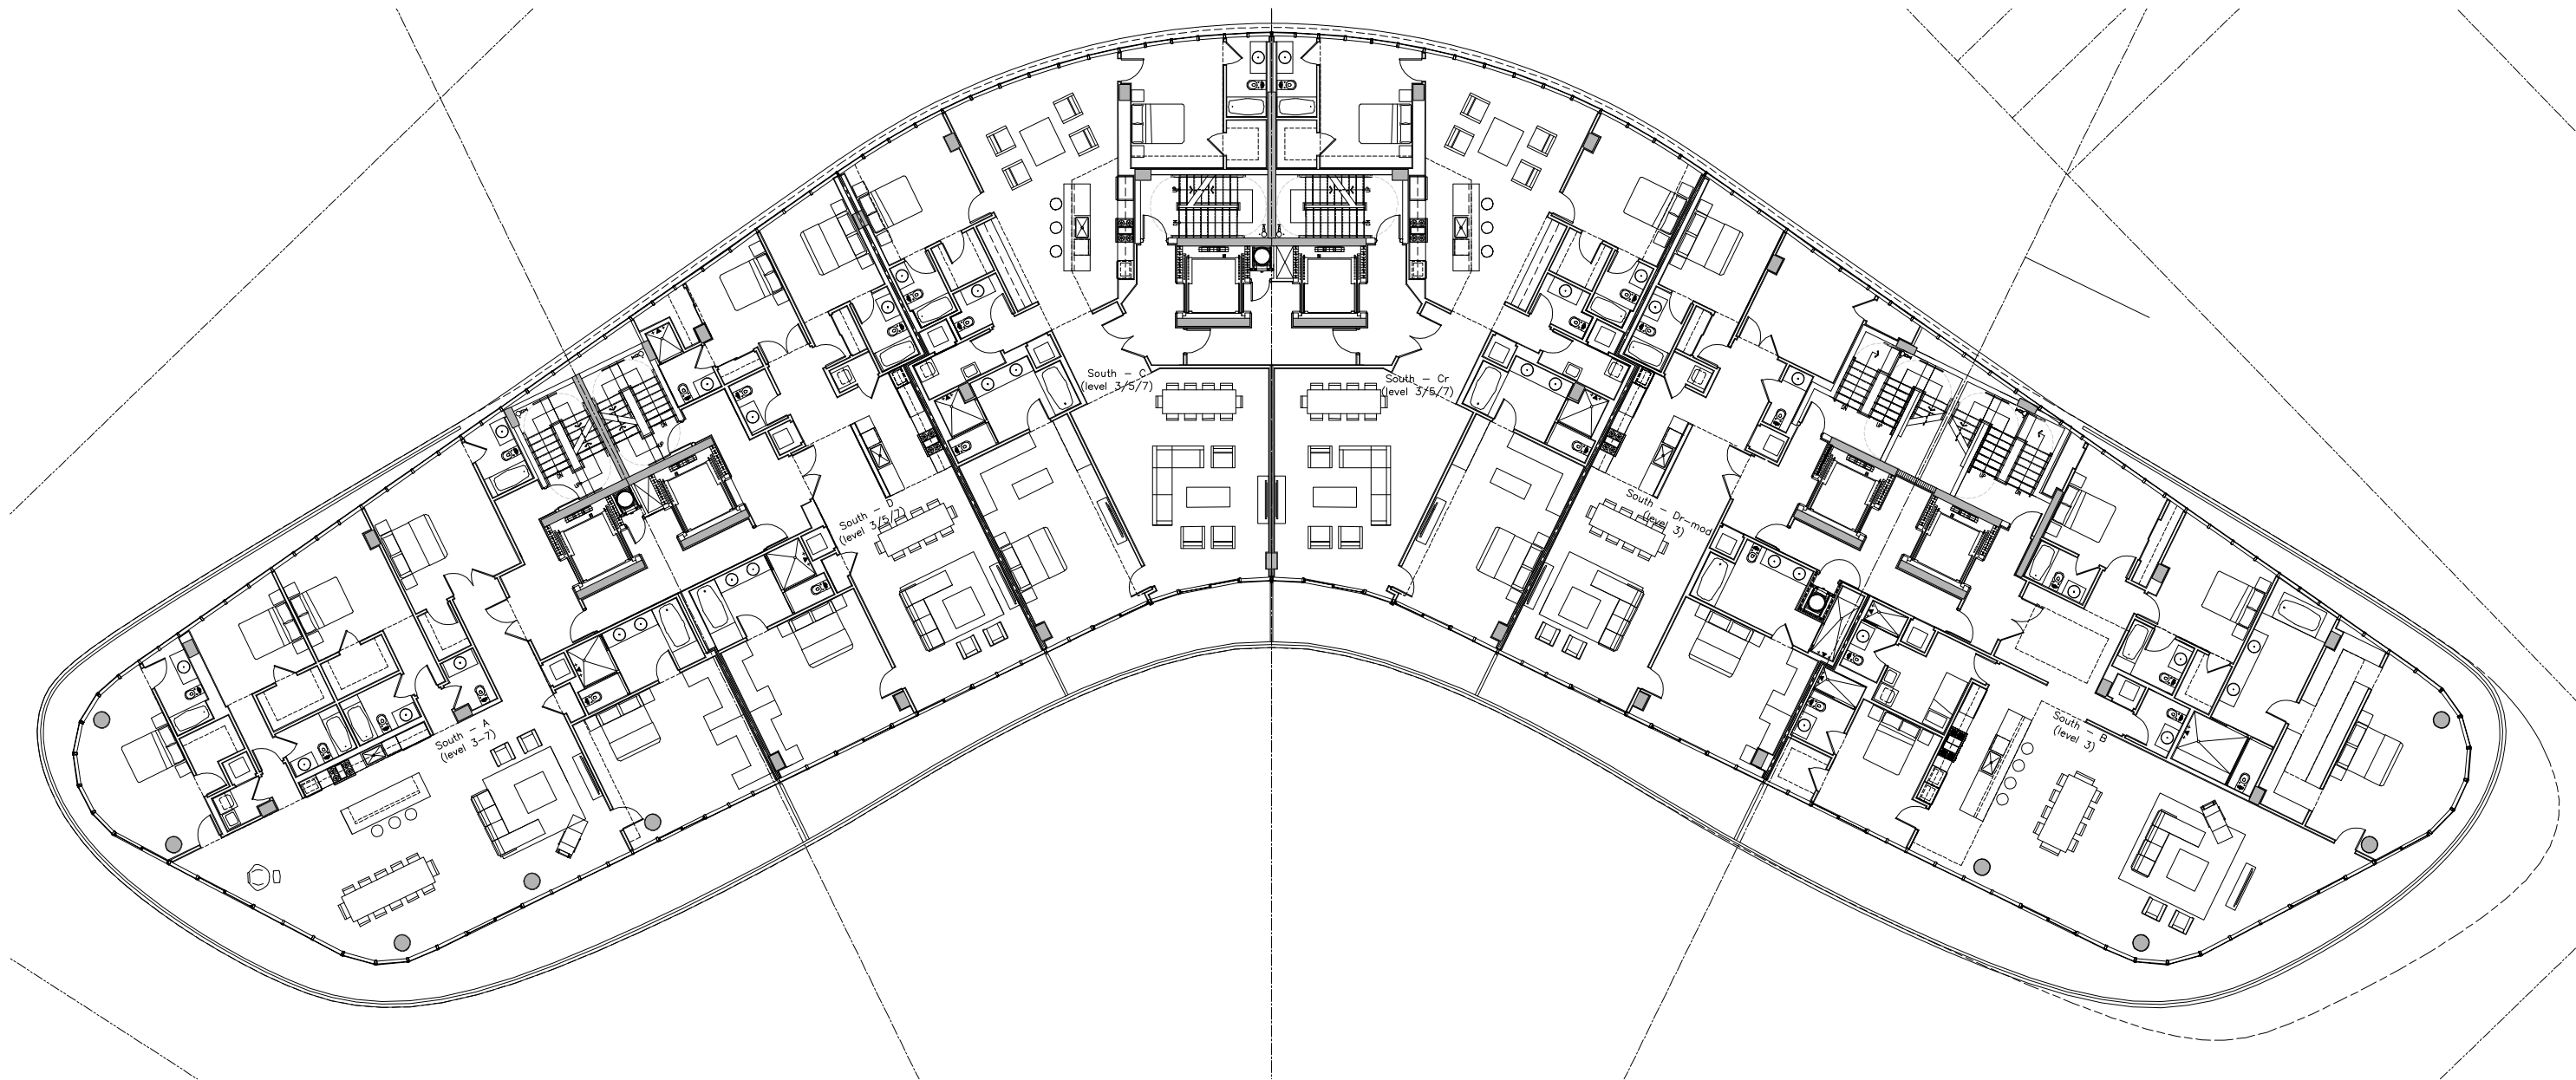 South – C
(level 3/5/7)
South – Cr
(level 3/5/7)
South – D
(level 3/5/7)
South – Dr-mod
(level 3)
South – A
(level 3-7)
South – B
(level 3)